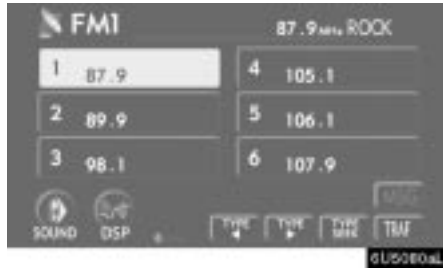 FM1
87.9 MHz ROCK
1 87.9
2 89.9
3 98.1
4 105.1
5 106.1
6 107.9
MSG
SOUND
DSP
TYPE
TYPE
TYPE
TRAF